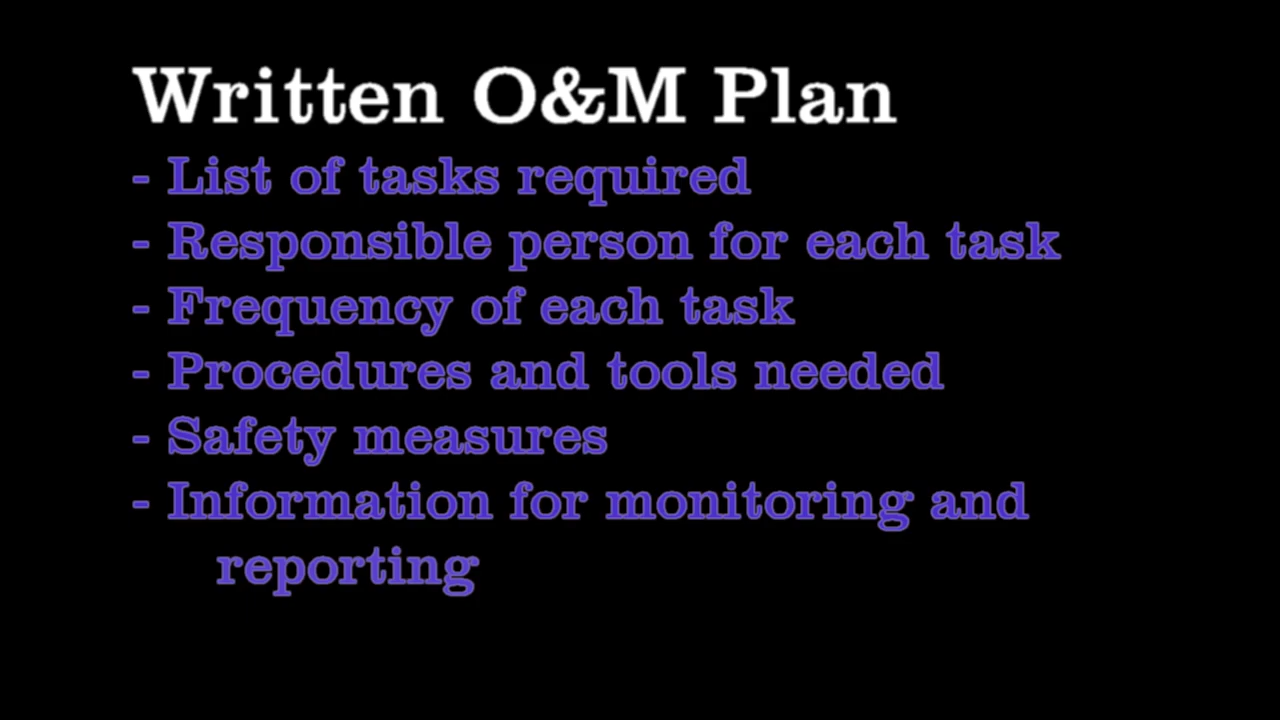 Written O&M Plan
- List of tasks required
- Responsible person for each task
- Frequency of each task
- Procedures and tools needed
- Safety measures
- Information for monitoring and
reporting